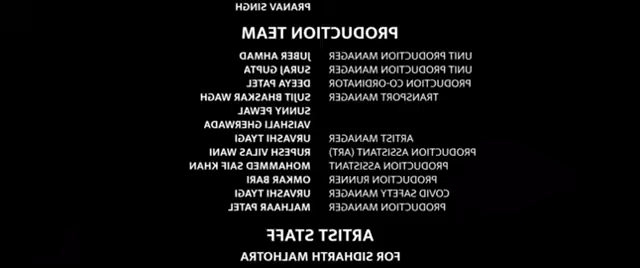 PRANAV SINGH
PRODUCTION TEAM
UNIT PRODUCTION MANAGER JUBER AHMAD
UNIT PRODUCTION MANAGER SURAJ GUPTA
PRODUCTION CO-ORDINATOR DEEYA PATEL
TRANSPORT MANAGER SUJIT BHASKAR WAGH
SUNNY PEWAL
VAISHALI GHERWADA
ARTIST MANAGER URVASHI TYAGI
PRODUCTION ASSISTANT (ART) RUPESH VILAS WANI
PRODUCTION ASSISTANT MOHAMMED SAIF KHAN
PRODUCTION RUNNER OMKAR BARI
COVID SAFETY MANAGER URVASHI TYAGI
PRODUCTION MANAGER MALHAAR PATEL
ARTIST STAFF
FOR SIDHARTH MALHOTRA